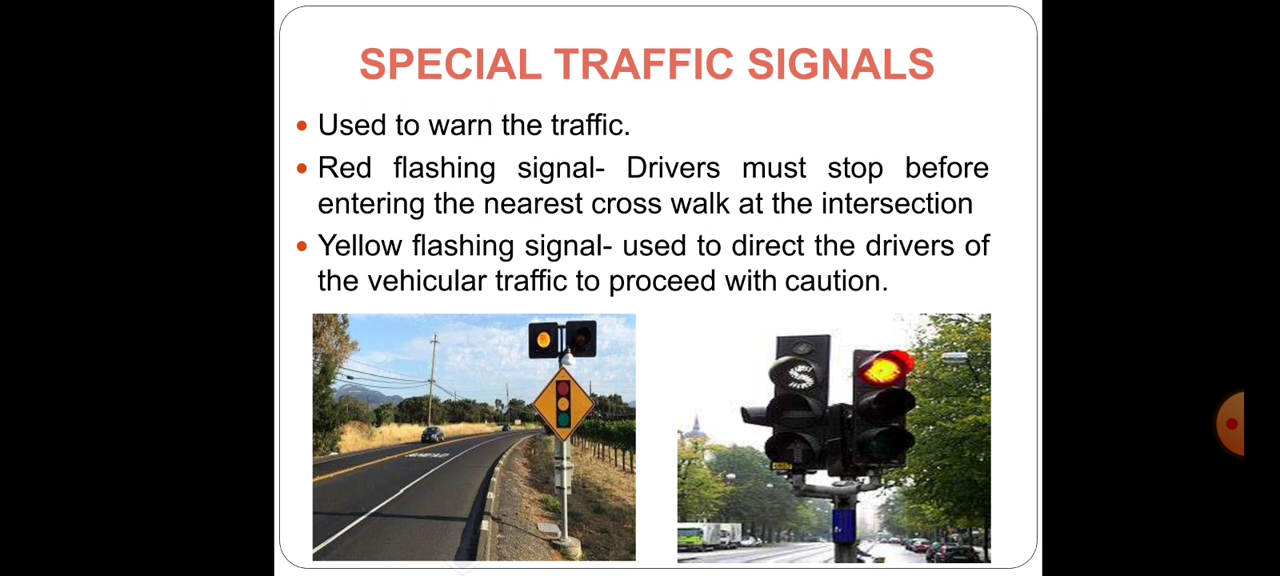 SPECIAL TRAFFIC SIGNALS
Used to warn the traffic.
Red flashing signal- Drivers must stop before
entering the nearest cross walk at the intersection
Yellow flashing signal- used to direct the drivers of
the vehicular traffic to proceed with caution.
AHEAD